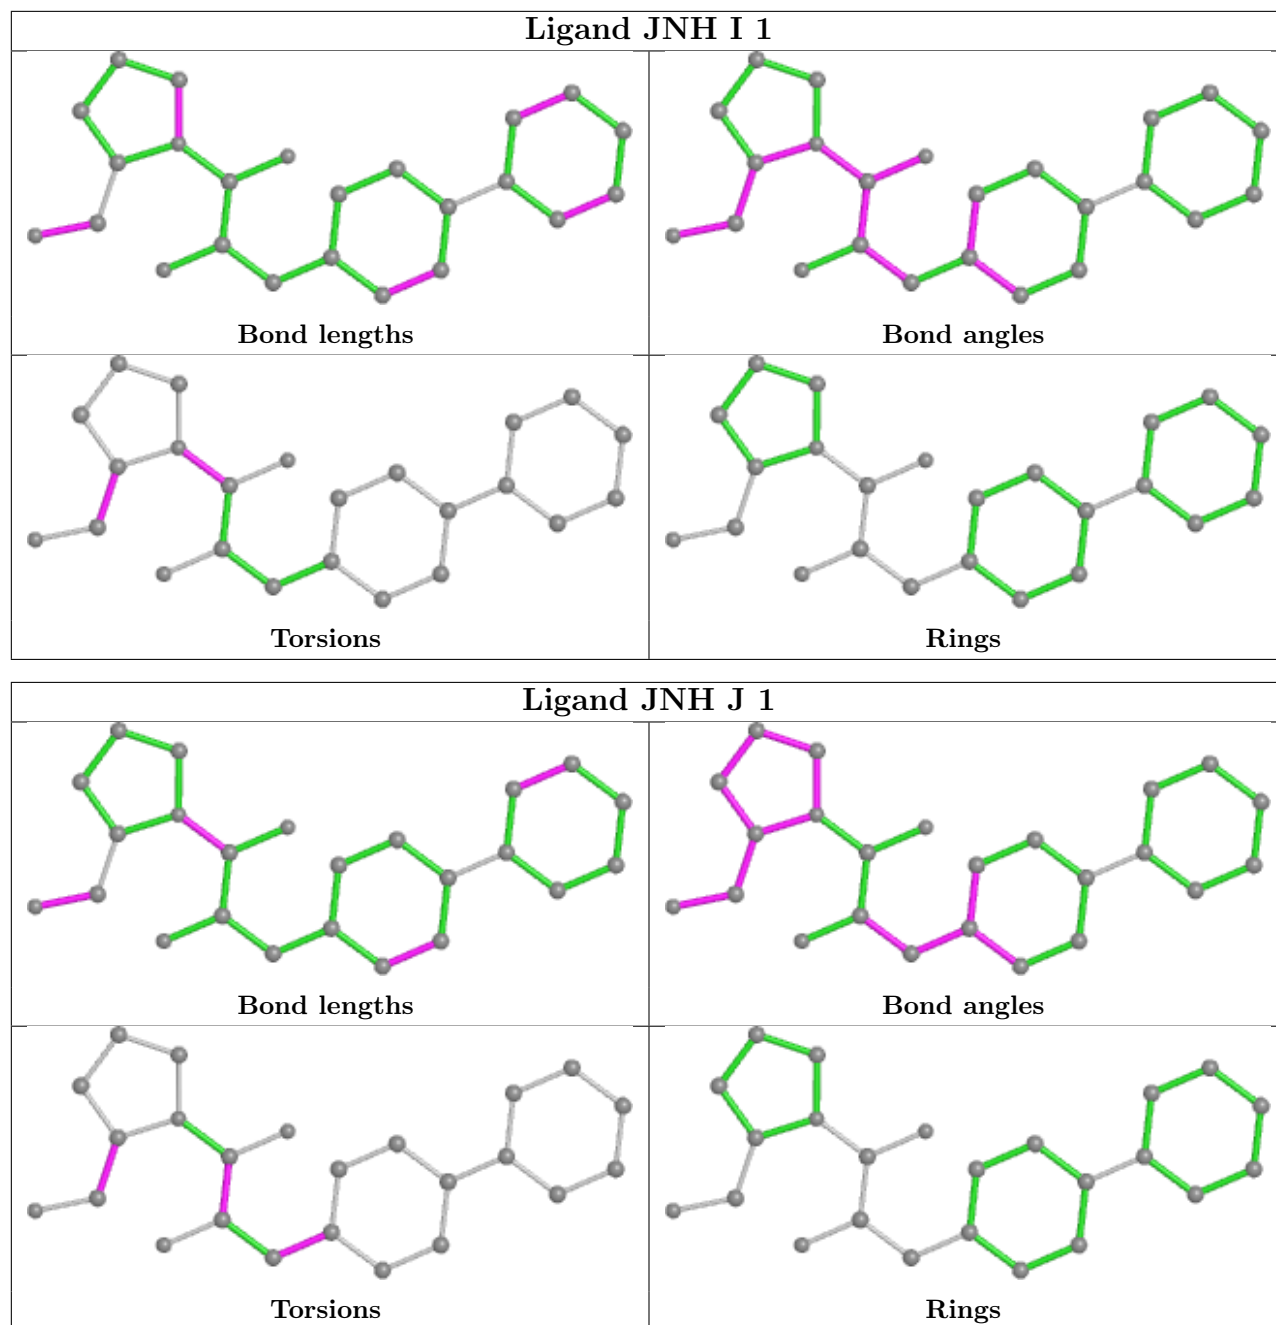 Ligand JNH I 1
Bond lengths
Bond angles
Torsions
Rings
Ligand JNH J 1
Bond lengths
Bond angles
Torsions
Rings